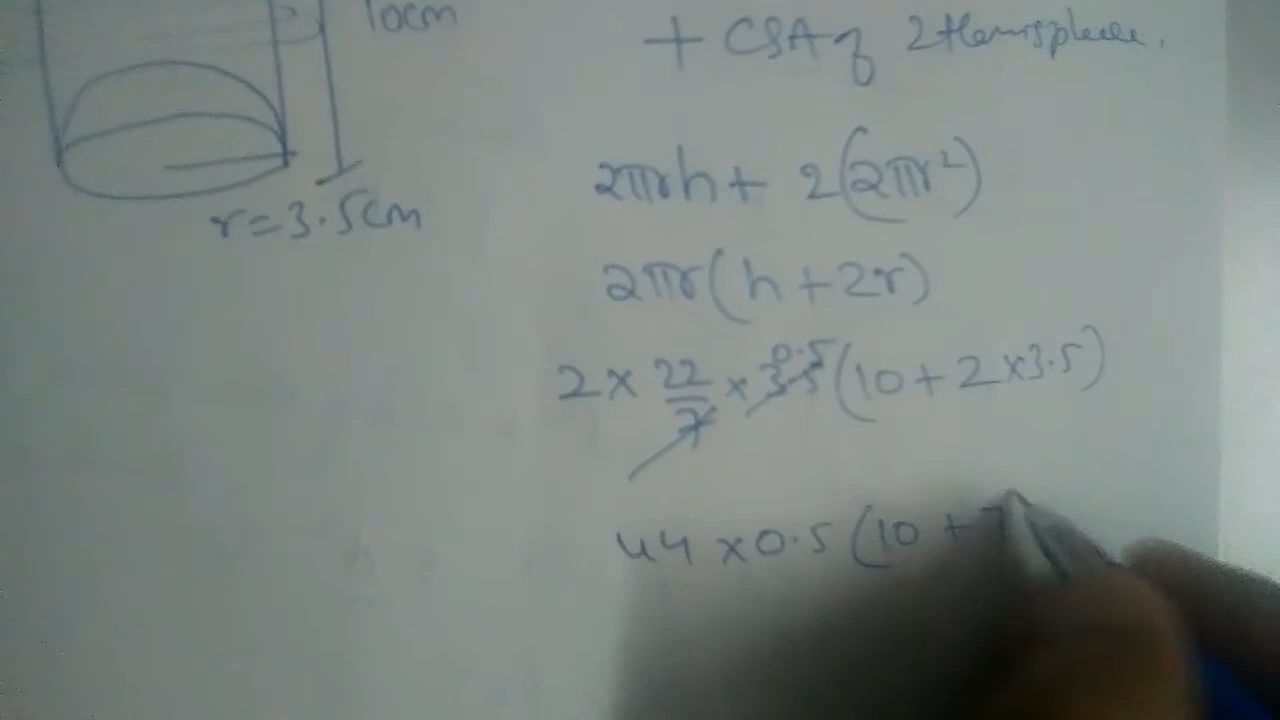 10cm
+ CSA of 2 Hemisphere.
2πrh + 2(2πr²)
r=3.5cm
2πr(h+2r)
2 × 22/7 × 3.5 0.5 (10 + 2×3.5)
44 × 0.5 (10 + 7